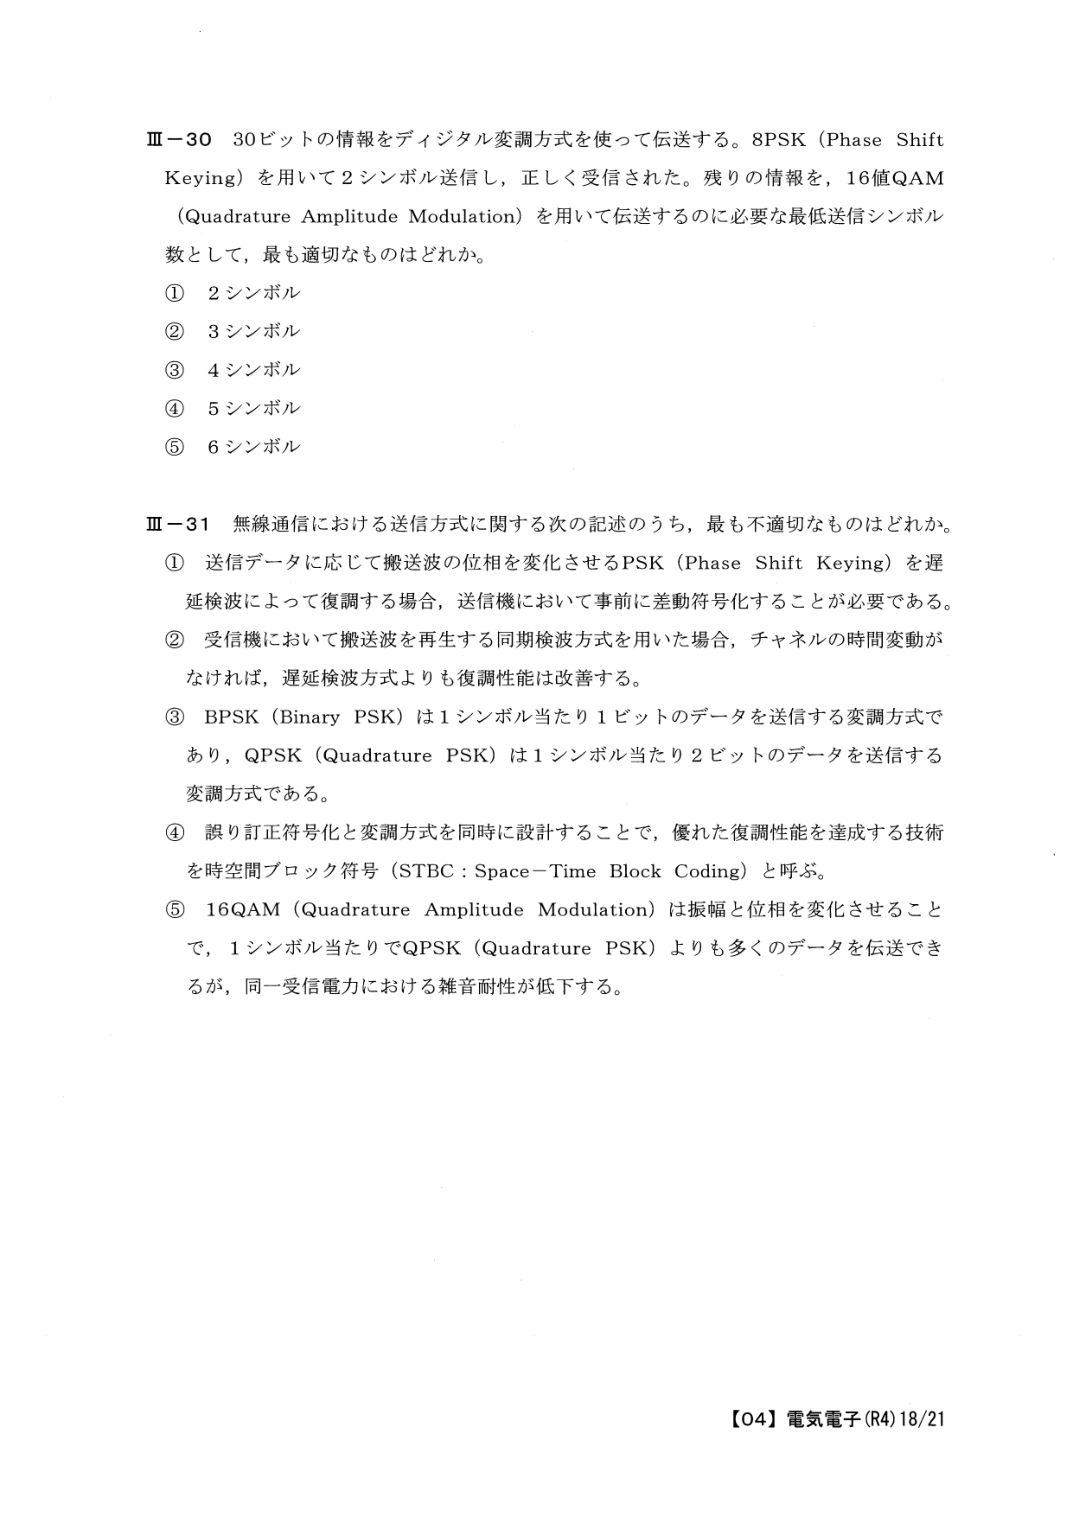 Ⅲ－30　30ビットの情報をディジタル変調方式を使って伝送する。8PSK（Phase Shift
Keying）を用いて２シンボル送信し，正しく受信された。残りの情報を，16値QAM
（Quadrature Amplitude Modulation）を用いて伝送するのに必要な最低送信シンボル
数として，最も適切なものはどれか。
①　２シンボル
②　３シンボル
③　４シンボル
④　５シンボル
⑤　６シンボル
Ⅲ－31　無線通信における送信方式に関する次の記述のうち，最も不適切なものはどれか。
①　送信データに応じて搬送波の位相を変化させるPSK（Phase Shift Keying）を遅
延検波によって復調する場合，送信機において事前に差動符号化することが必要である。
②　受信機において搬送波を再生する同期検波方式を用いた場合，チャネルの時間変動が
なければ，遅延検波方式よりも復調性能は改善する。
③　BPSK（Binary PSK）は１シンボル当たり１ビットのデータを送信する変調方式で
あり，QPSK（Quadrature PSK）は１シンボル当たり２ビットのデータを送信する
変調方式である。
④　誤り訂正符号化と変調方式を同時に設計することで，優れた復調性能を達成する技術
を時空間ブロック符号（STBC：Space－Time Block Coding）と呼ぶ。
⑤　16QAM（Quadrature Amplitude Modulation）は振幅と位相を変化させること
で，１シンボル当たりでQPSK（Quadrature PSK）よりも多くのデータを伝送でき
るが，同一受信電力における雑音耐性が低下する。
【04】電気電子(R4)18/21